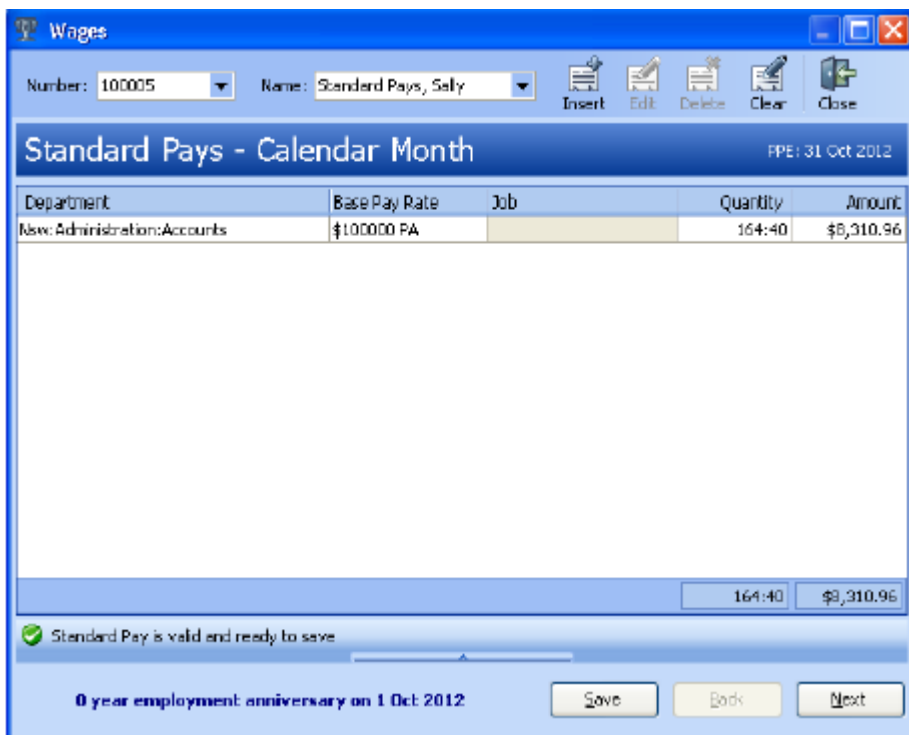 Wages
Number: 100005 Name: Standard Pays, Sally Insert Edit Delete Clear Close
Standard Pays - Calendar Month PPE: 31 Oct 2012
Department Base Pay Rate Job Quantity Amount
Nsw:Administration:Accounts $100000 PA 164:40 $8,310.96
164:40 $8,310.96
Standard Pay is valid and ready to save
0 year employment anniversary on 1 Oct 2012 Save Back Next